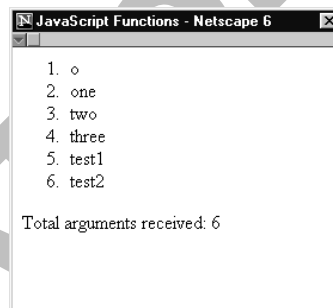 JavaScript Functions - Netscape 6
1. o
2. one
3. two
4. three
5. test1
6. test2
Total arguments received: 6